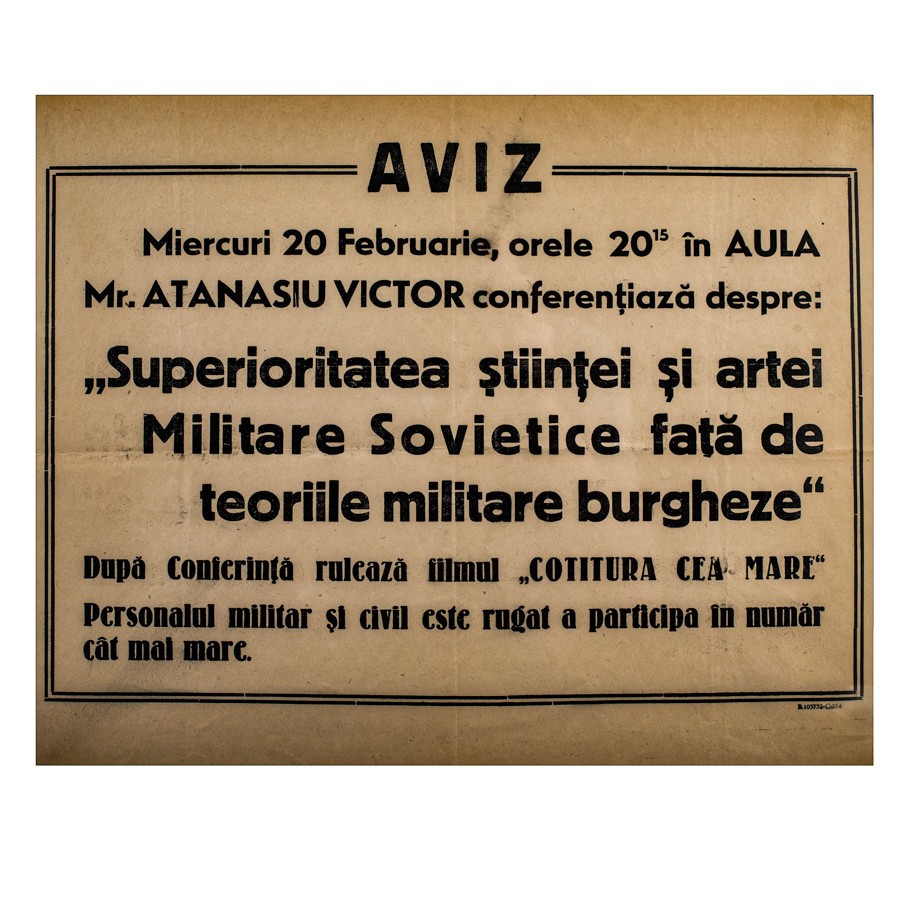 AVIZ
Miercuri 20 Februarie, orele 20¹⁵ în AULA
Mr. ATANASIU VICTOR conferențiază despre:
„Superioritatea științei și artei
Militare Sovietice față de
teoriile militare burgheze“
După Conferință rulează filmul „COTITURA CEA MARE“
Personalul militar și civil este rugat a participa în număr
cât mai mare.